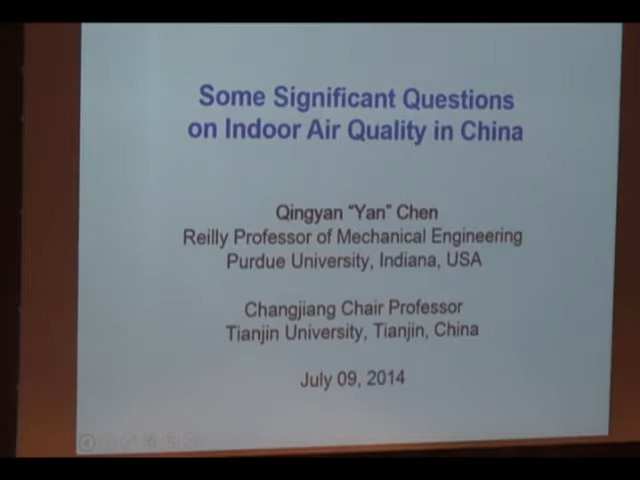 Some Significant Questions
on Indoor Air Quality in China
Qingyan "Yan" Chen
Reilly Professor of Mechanical Engineering
Purdue University, Indiana, USA
Changjiang Chair Professor
Tianjin University, Tianjin, China
July 09, 2014